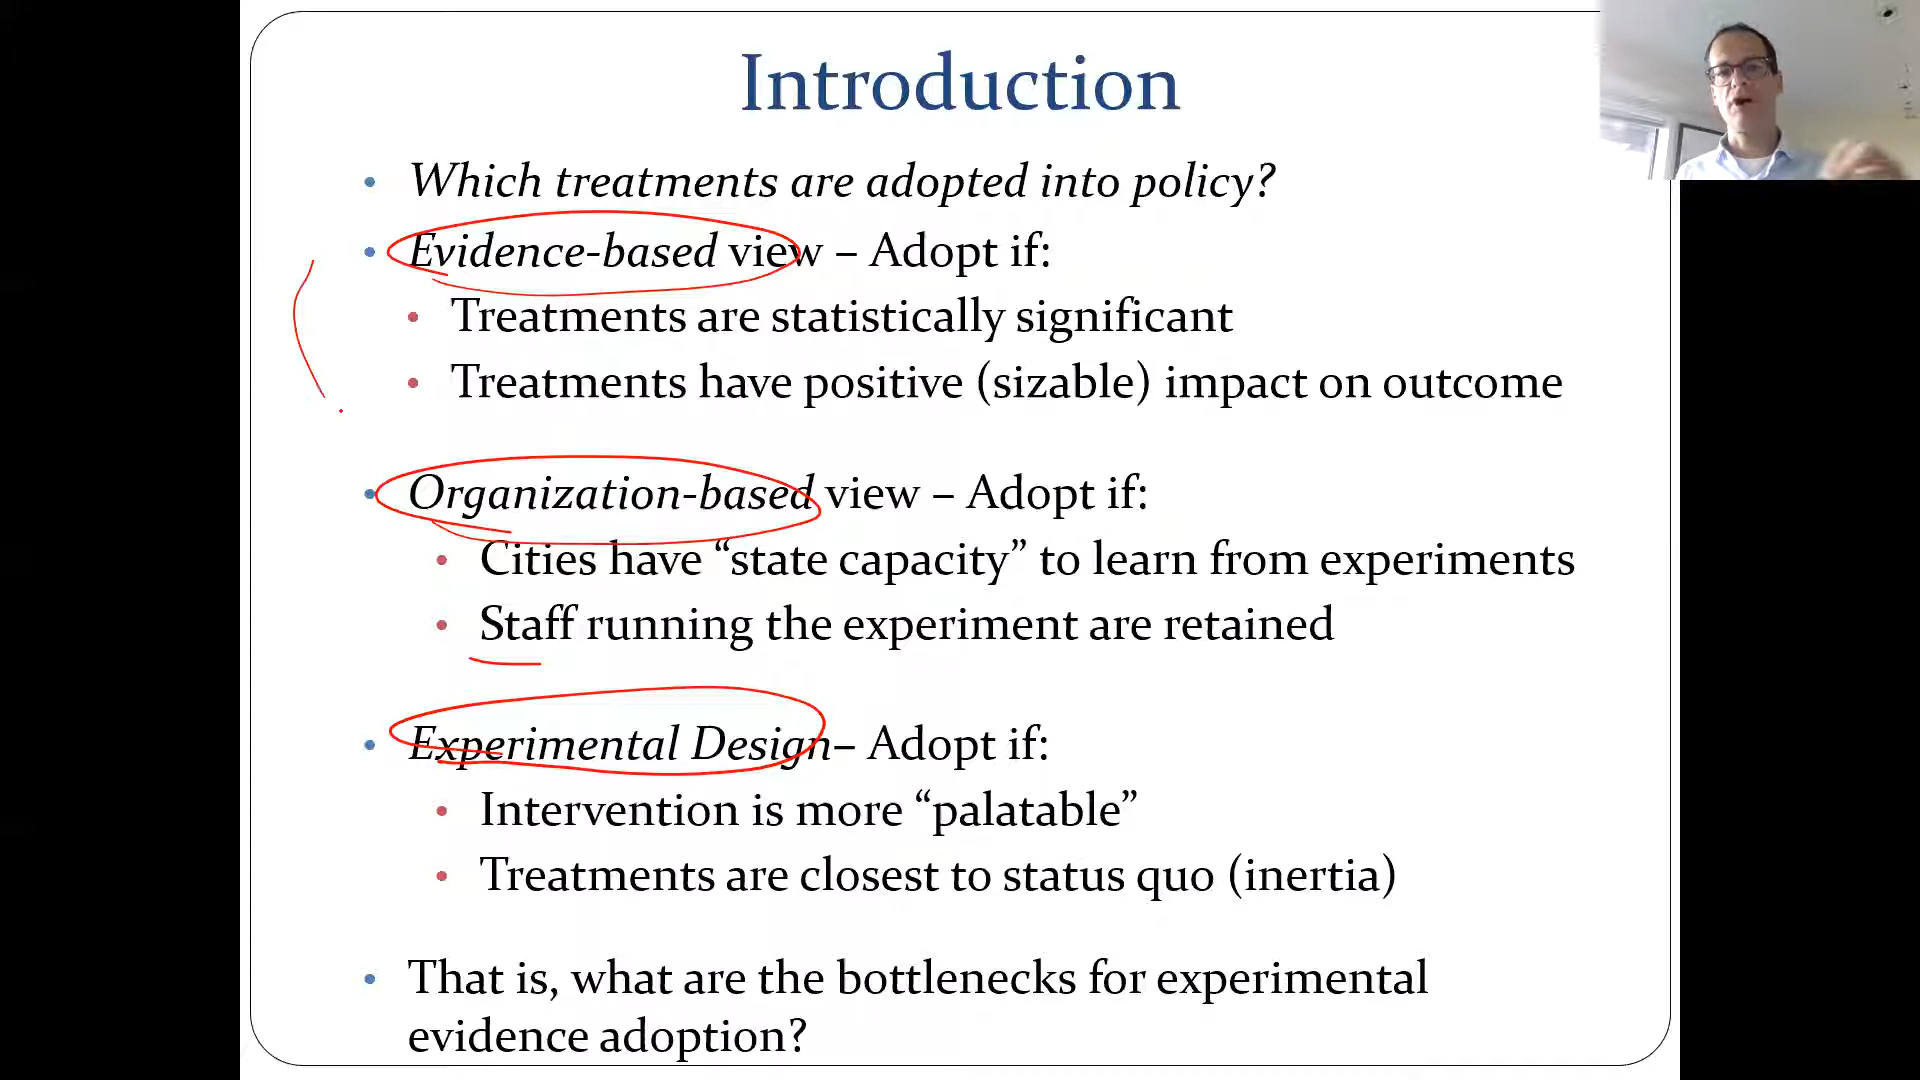 Introduction
• Which treatments are adopted into policy?
• Evidence-based view – Adopt if:
• Treatments are statistically significant
• Treatments have positive (sizable) impact on outcome
• Organization-based view – Adopt if:
• Cities have “state capacity” to learn from experiments
• Staff running the experiment are retained
• Experimental Design– Adopt if:
• Intervention is more “palatable”
• Treatments are closest to status quo (inertia)
• That is, what are the bottlenecks for experimental
evidence adoption?